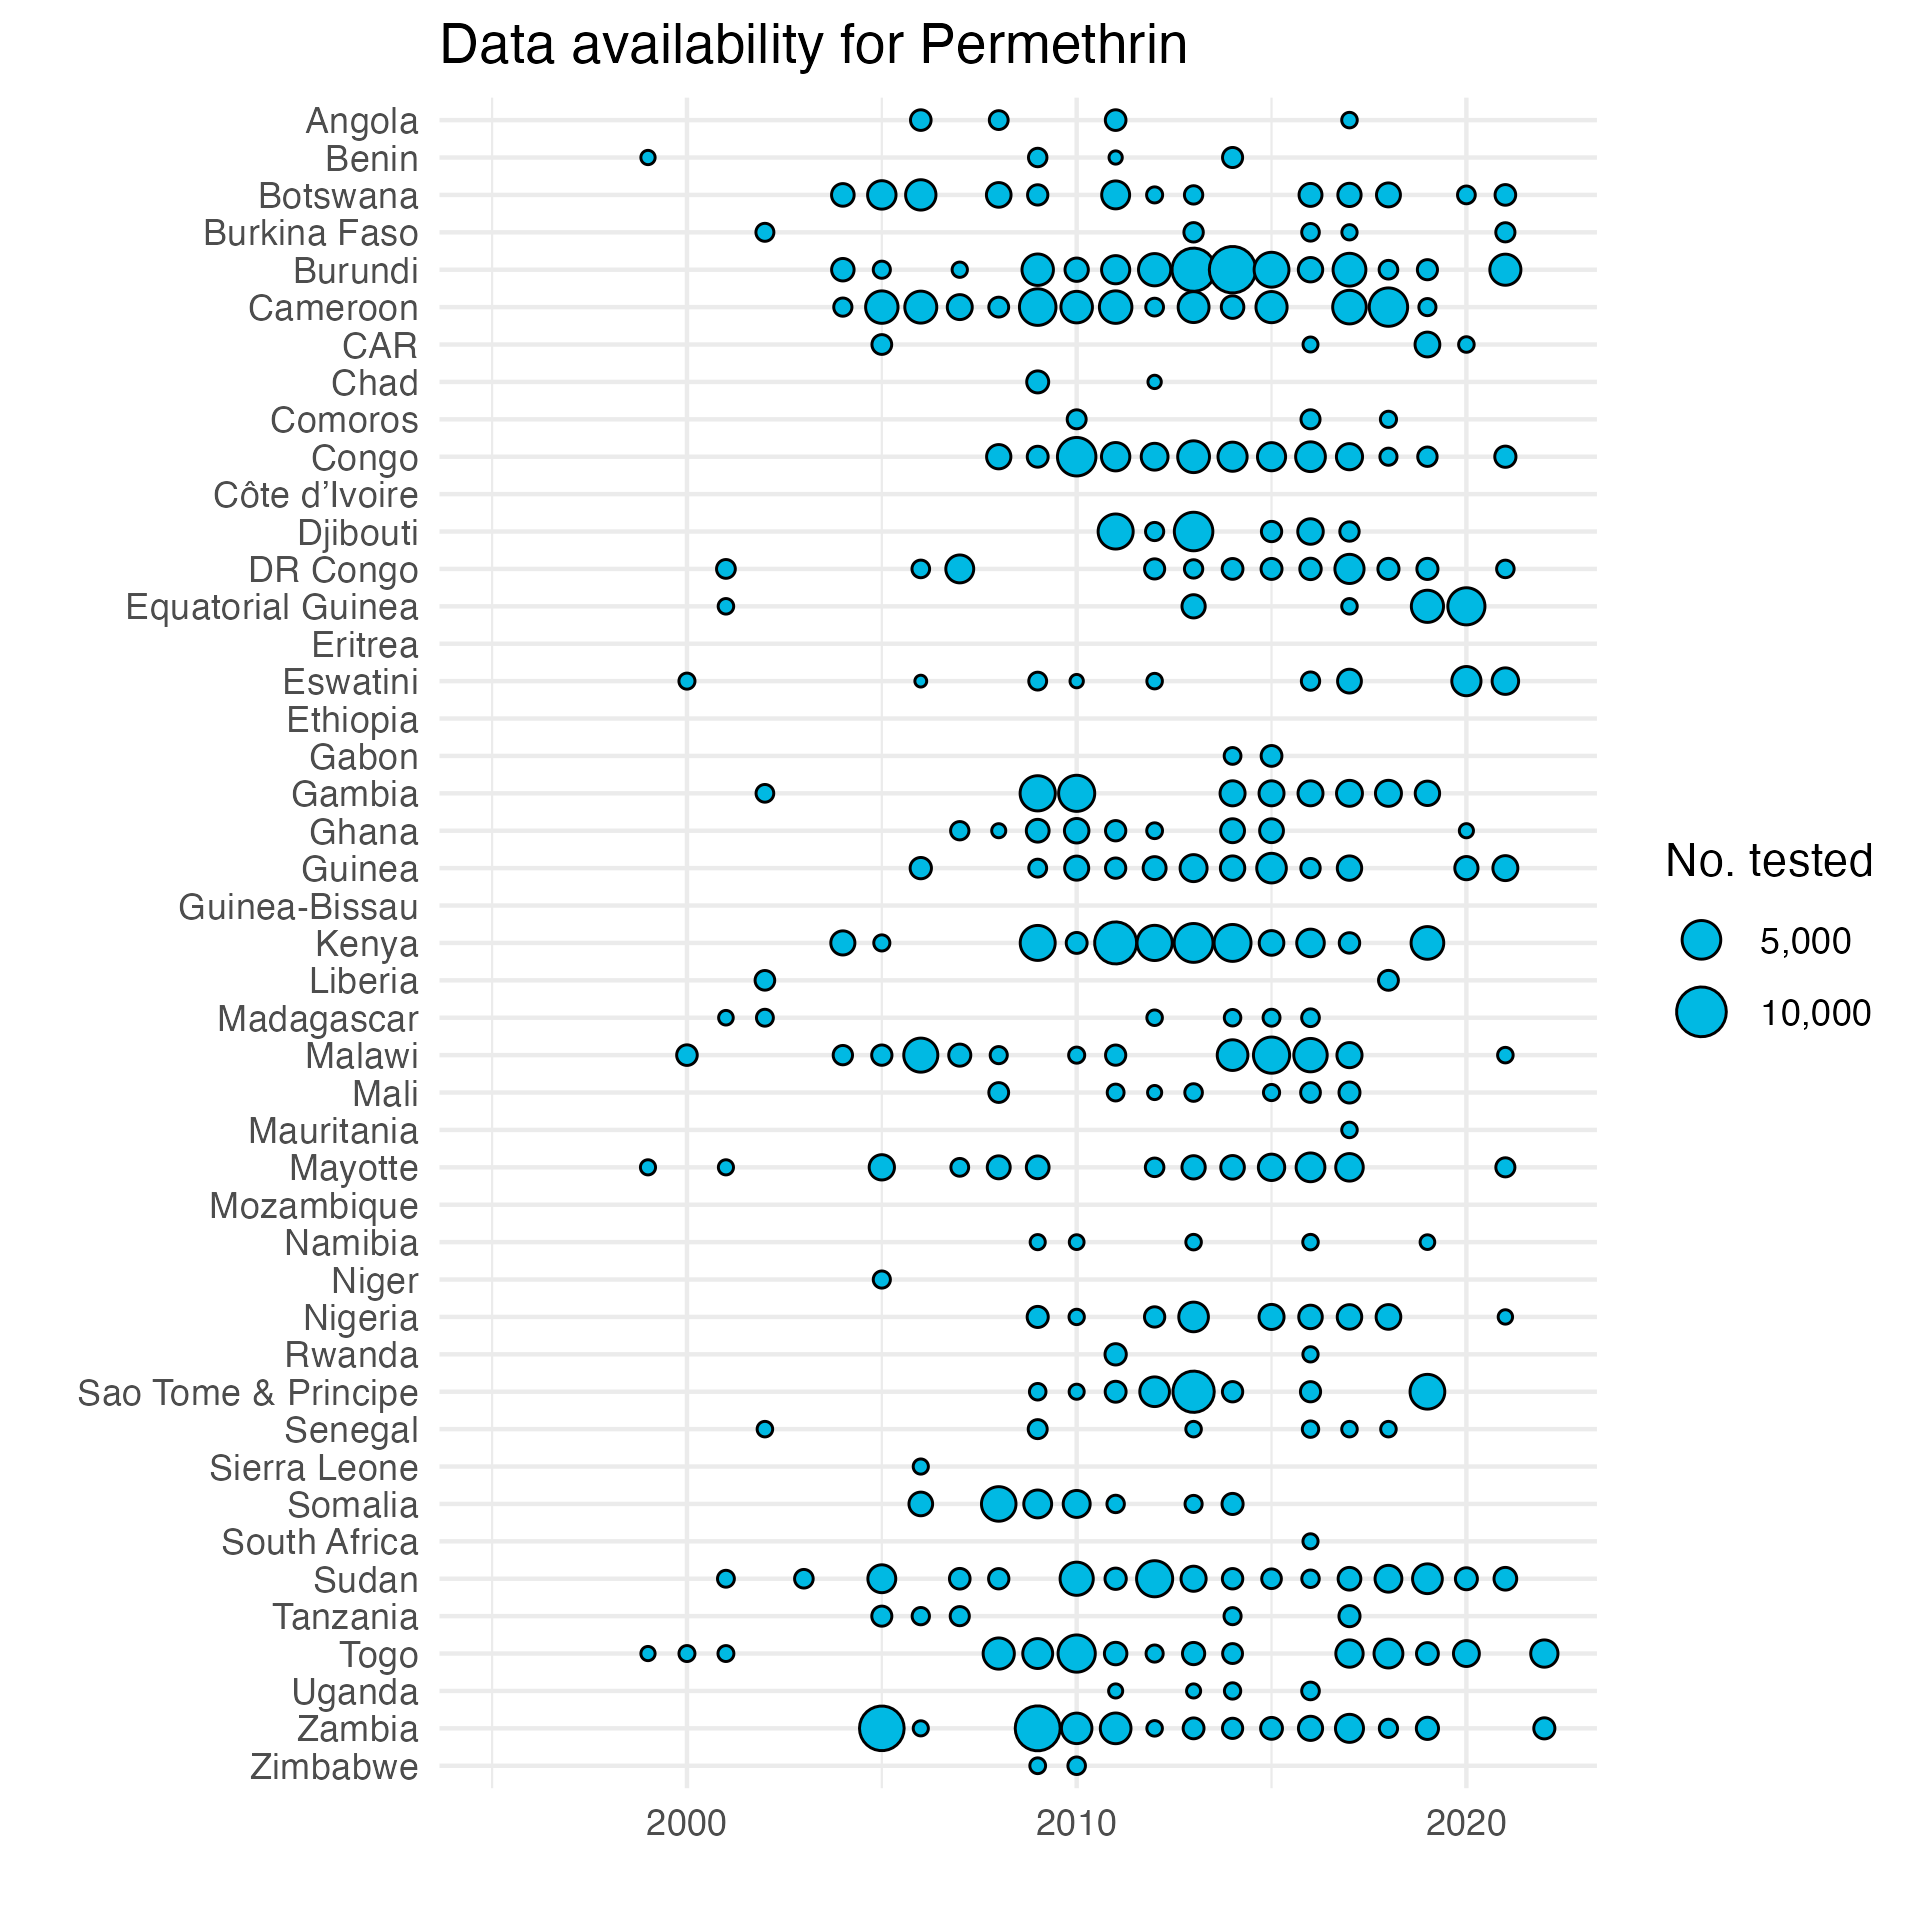 Data availability for Permethrin
Angola
Benin
Botswana
Burkina Faso
Burundi
Cameroon
CAR
Chad
Comoros
Congo
Côte d’Ivoire
Djibouti
DR Congo
Equatorial Guinea
Eritrea
Eswatini
Ethiopia
Gabon
Gambia
Ghana
Guinea
Guinea-Bissau
Kenya
Liberia
Madagascar
Malawi
Mali
Mauritania
Mayotte
Mozambique
Namibia
Niger
Nigeria
Rwanda
Sao Tome & Principe
Senegal
Sierra Leone
Somalia
South Africa
Sudan
Tanzania
Togo
Uganda
Zambia
Zimbabwe
2000
2010
2020
No. tested
5,000
10,000